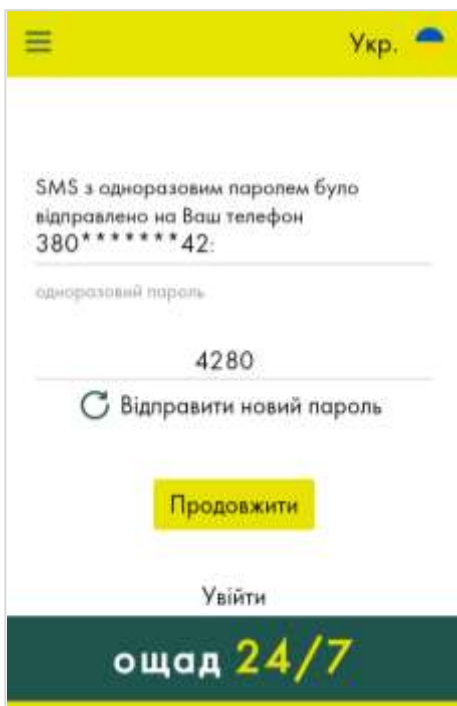 Укр.
SMS з одноразовим паролем було
відправлено на Ваш телефон
380*******42:
одноразовий пароль
4280
Відправити новий пароль
Продовжити
Увійти
ощад 24/7